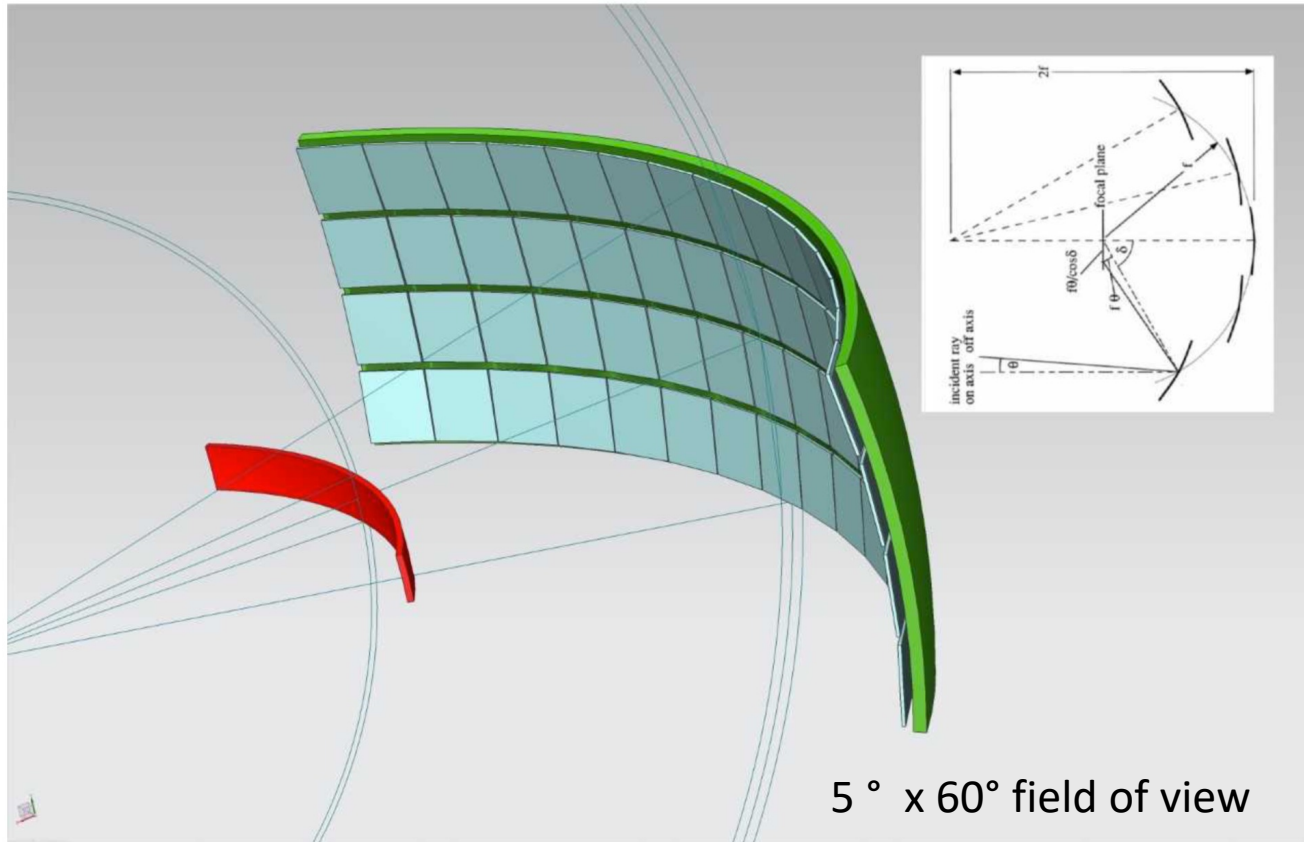 2f
f
focal plane
δ
fθ/cosδ
f θ
incident ray
on axis off axis
θ
5 ° x 60° field of view